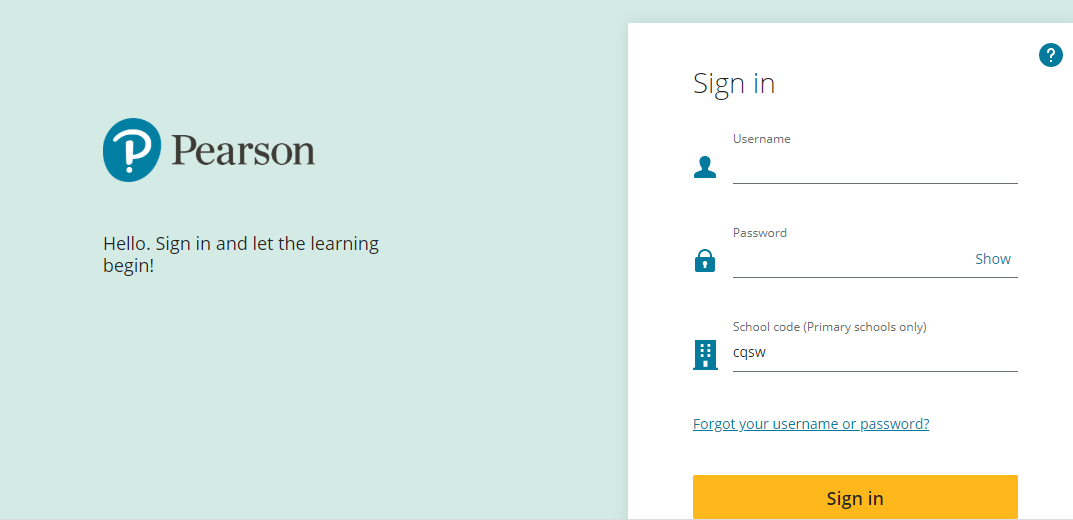 Pearson
Hello. Sign in and let the learning
begin!
?
Sign in
Username
Password
Show
School code (Primary schools only)
cqsw
Forgot your username or password?
Sign in